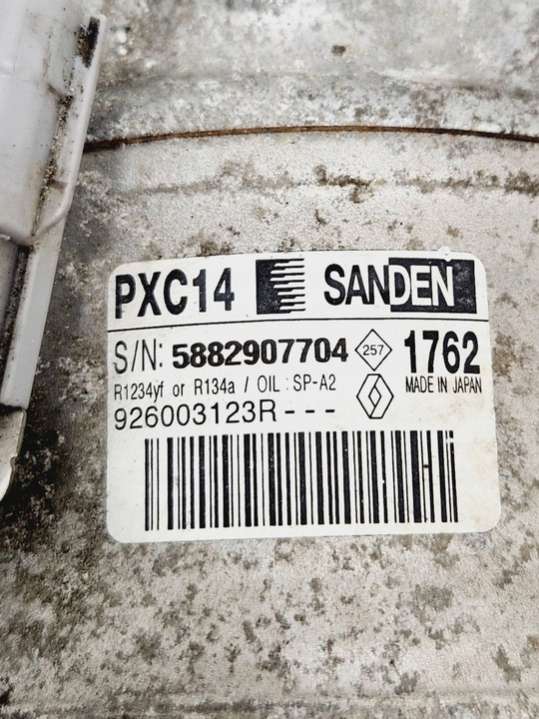 PXC14 SANDEN
S/N: 5882907704 257 1762
R1234yf or R134a / OIL : SP-A2 MADE IN JAPAN
926003123R---
H i